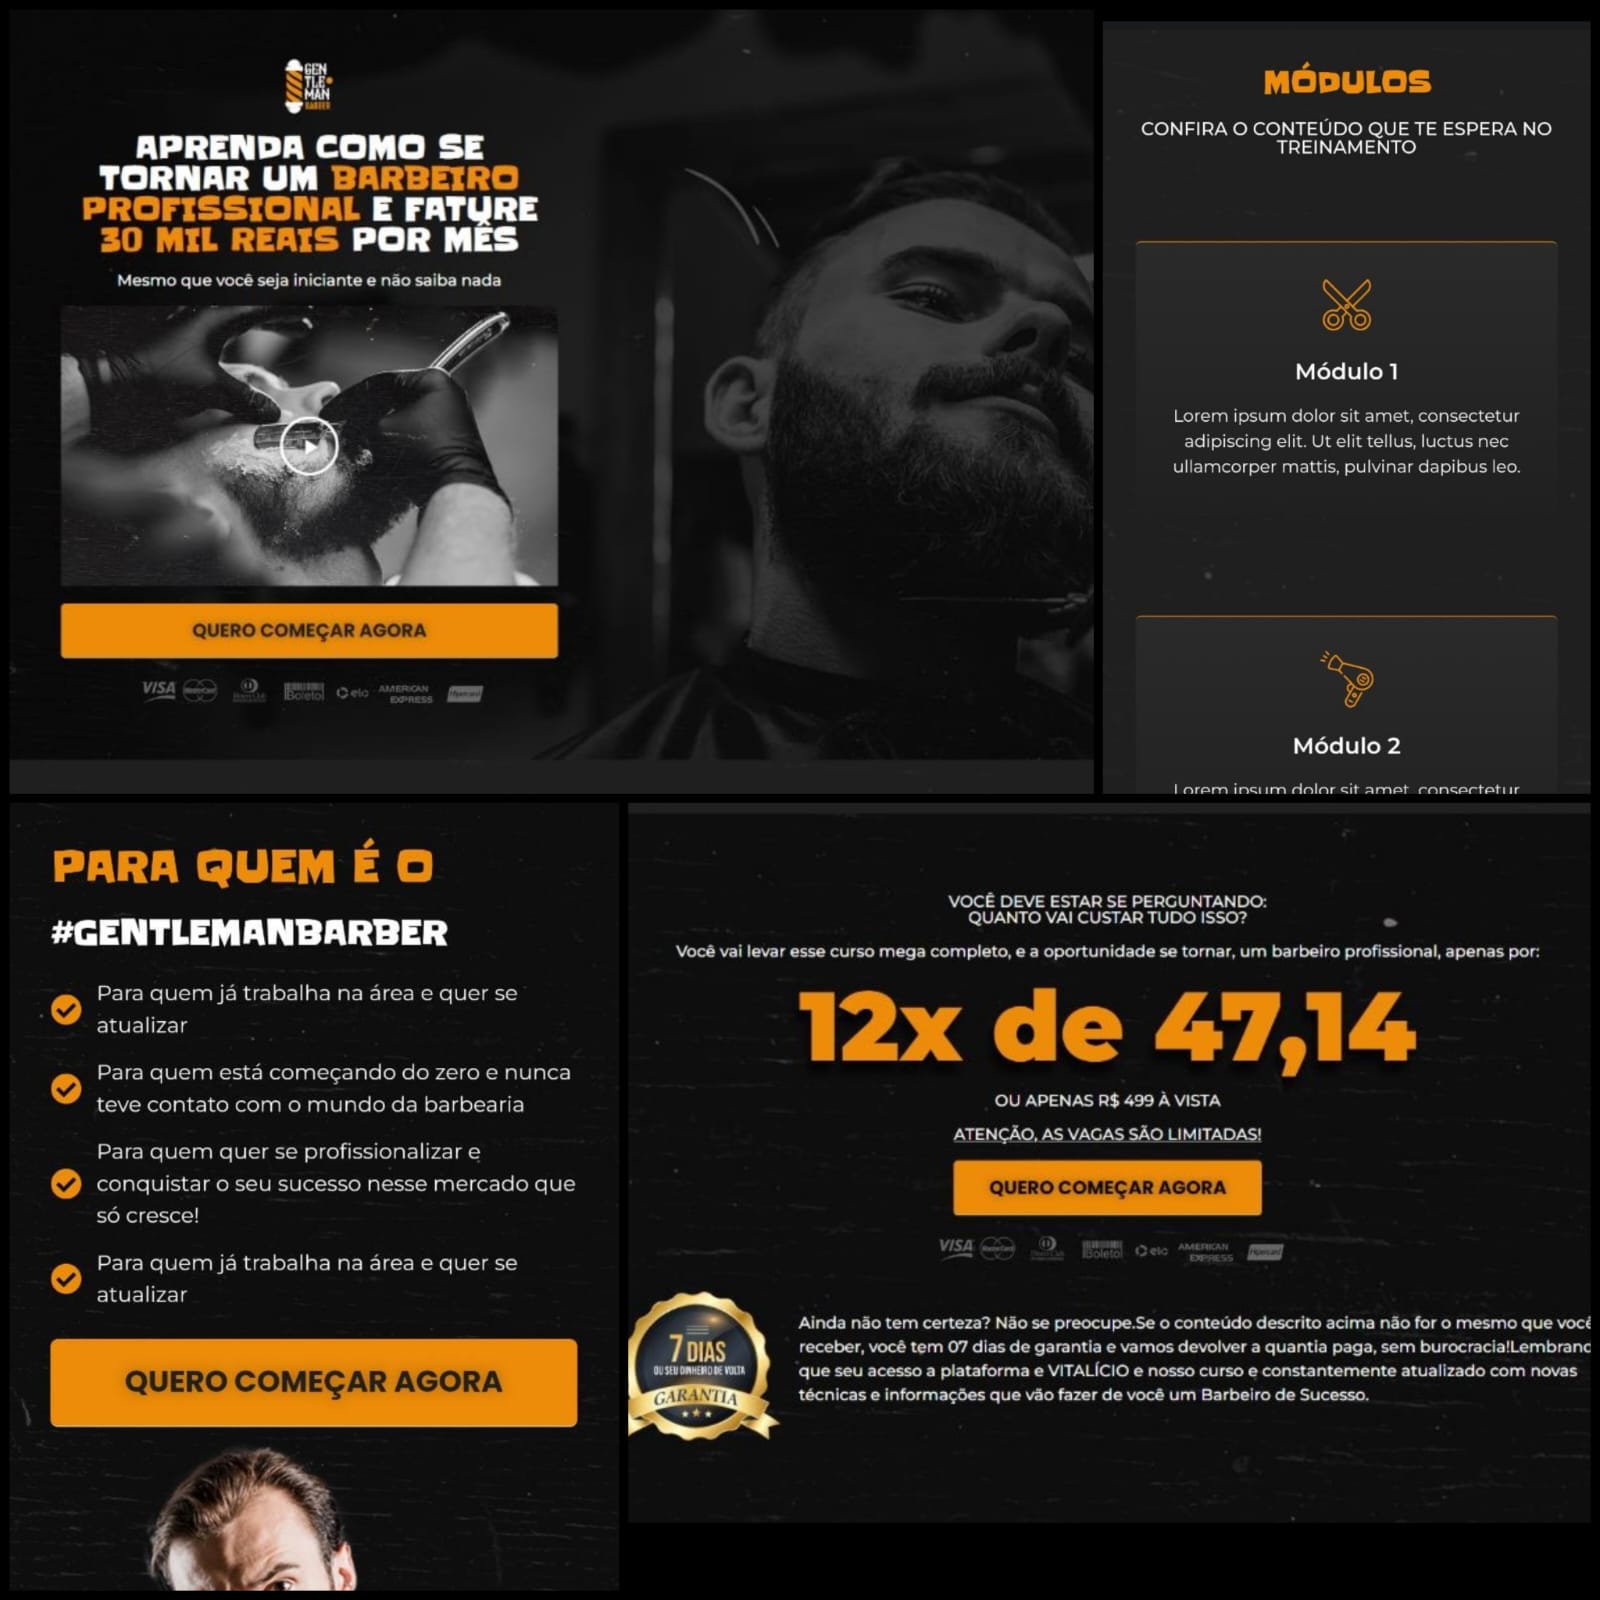 GEN
TLE
MAN
BARBER
APRENDA COMO SE
TORNAR UM BARBEIRO
PROFISSIONAL E FATURE
30 MIL REAIS POR MÊS
Mesmo que você seja iniciante e não saiba nada
QUERO COMEÇAR AGORA
VISA MasterCard Boleto elo AMERICAN EXPRESS Hipercard
MÓDULOS
CONFIRA O CONTEÚDO QUE TE ESPERA NO
TREINAMENTO
Módulo 1
Lorem ipsum dolor sit amet, consectetur
adipiscing elit. Ut elit tellus, luctus nec
ullamcorper mattis, pulvinar dapibus leo.
Módulo 2
Lorem ipsum dolor sit amet, consectetur
PARA QUEM É O
#GENTLEMANBARBER
Para quem já trabalha na área e quer se
atualizar
Para quem está começando do zero e nunca
teve contato com o mundo da barbearia
Para quem quer se profissionalizar e
conquistar o seu sucesso nesse mercado que
só cresce!
Para quem já trabalha na área e quer se
atualizar
QUERO COMEÇAR AGORA
VOCÊ DEVE ESTAR SE PERGUNTANDO:
QUANTO VAI CUSTAR TUDO ISSO?
Você vai levar esse curso mega completo, e a oportunidade se tornar, um barbeiro profissional, apenas por:
12x de 47,14
OU APENAS R$ 499 À VISTA
ATENÇÃO, AS VAGAS SÃO LIMITADAS!
QUERO COMEÇAR AGORA
VISA MasterCard Boleto elo AMERICAN EXPRESS Hipercard
7 DIAS
OU SEU DINHEIRO DE VOLTA
GARANTIA
Ainda não tem certeza? Não se preocupe.Se o conteúdo descrito acima não for o mesmo que você
receber, você tem 07 dias de garantia e vamos devolver a quantia paga, sem burocracia!Lembranc
que seu acesso a plataforma e VITALÍCIO e nosso curso e constantemente atualizado com novas
técnicas e informações que vão fazer de você um Barbeiro de Sucesso.